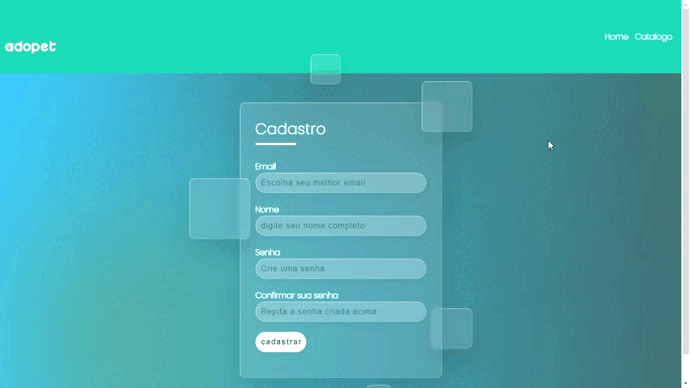 adopet
Home Catalogo
Cadastro
Email
Escolha seu melhor email
Nome
digite seu nome completo
Senha
Crie uma senha
Confirmar sua senha
Repita a senha criada acima
cadastrar